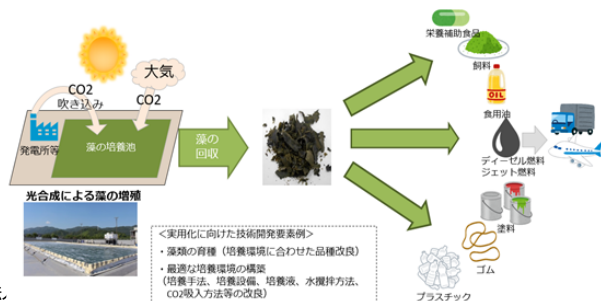 CO2
吹き込み
大気
CO2
発電所等
藻の培養池
光合成による藻の増殖
藻の
回収
栄養補助食品
飼料
OIL
食用油
ディーゼル燃料
ジェット燃料
塗料
ゴム
プラスチック
<実用化に向けた技術開発要素例>
・藻類の育種（培養環境に合わせた品種改良）
・最適な培養環境の構築
（培養手法、培養設備、培養液、水攪拌方法、
CO2吸入方法等の改良）